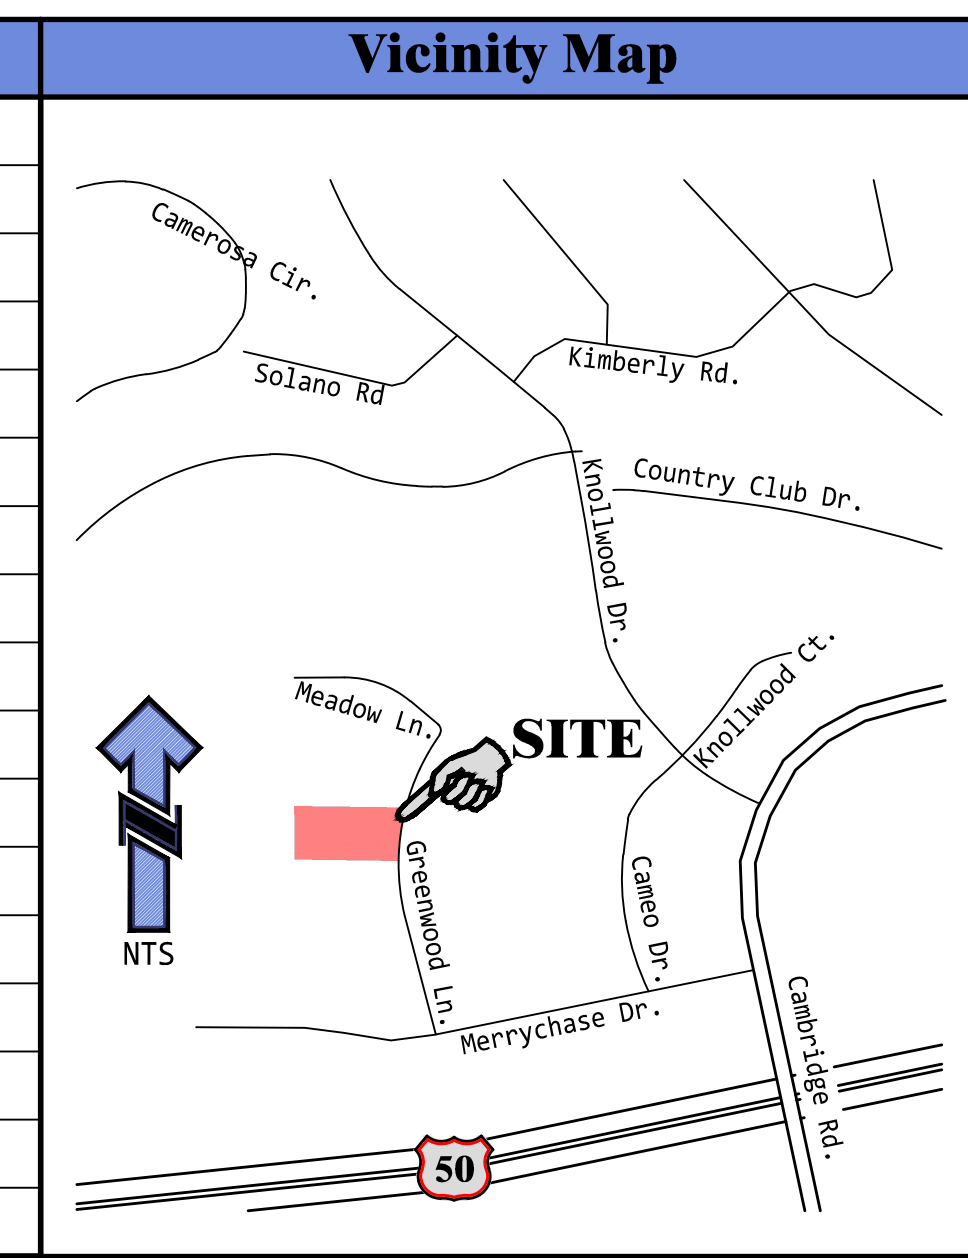 Vicinity Map
Camerosa Cir.
Solano Rd
Kimberly Rd.
Country Club Dr.
Knollwood Dr.
Knollwood Ct.
Meadow Ln.
SITE
N
Greenwood Ln.
Cameo Dr.
NTS
Merrychase Dr.
Cambridge Rd.
50